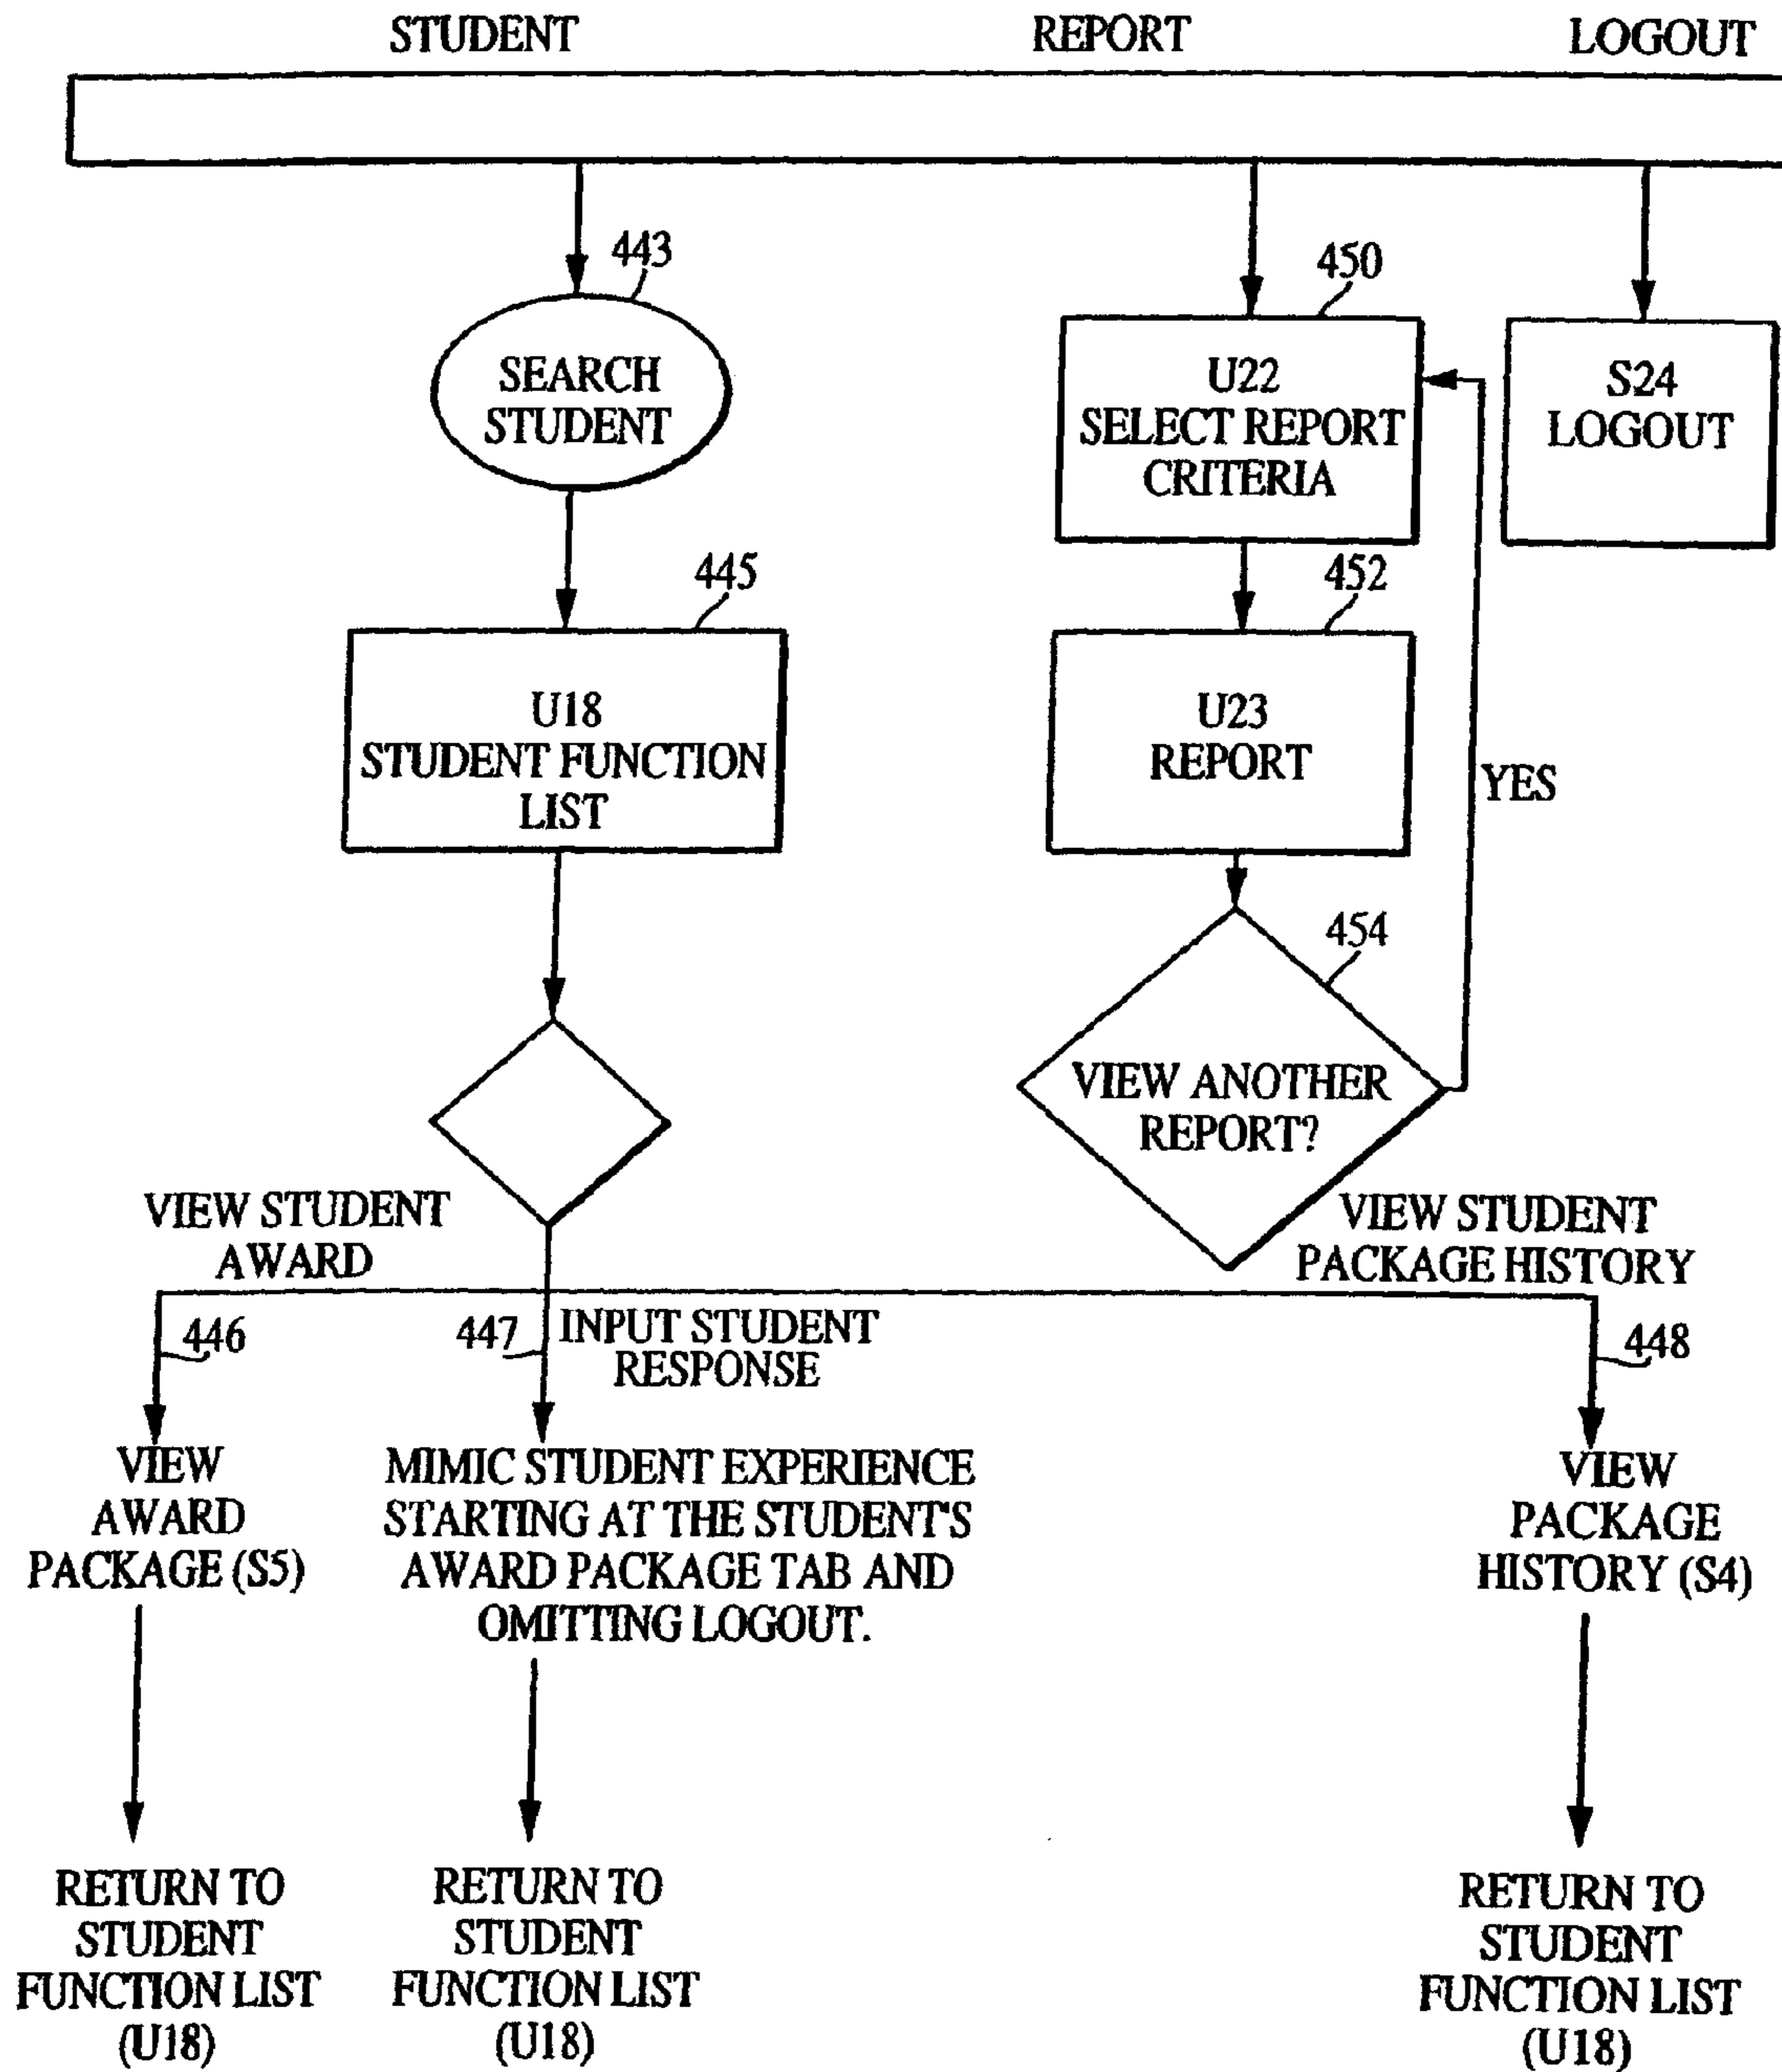 STUDENT REPORT LOGOUT
443
SEARCH
STUDENT
445
U18
STUDENT FUNCTION
LIST
450
U22
SELECT REPORT
CRITERIA
452
U23
REPORT
454
VIEW ANOTHER
REPORT?
YES
S24
LOGOUT
VIEW STUDENT
AWARD
446
447
INPUT STUDENT
RESPONSE
VIEW STUDENT
PACKAGE HISTORY
448
VIEW
AWARD
PACKAGE (S5)
MIMIC STUDENT EXPERIENCE
STARTING AT THE STUDENT'S
AWARD PACKAGE TAB AND
OMITTING LOGOUT.
VIEW
PACKAGE
HISTORY (S4)
RETURN TO
STUDENT
FUNCTION LIST
(U18)
RETURN TO
STUDENT
FUNCTION LIST
(U18)
RETURN TO
STUDENT
FUNCTION LIST
(U18)